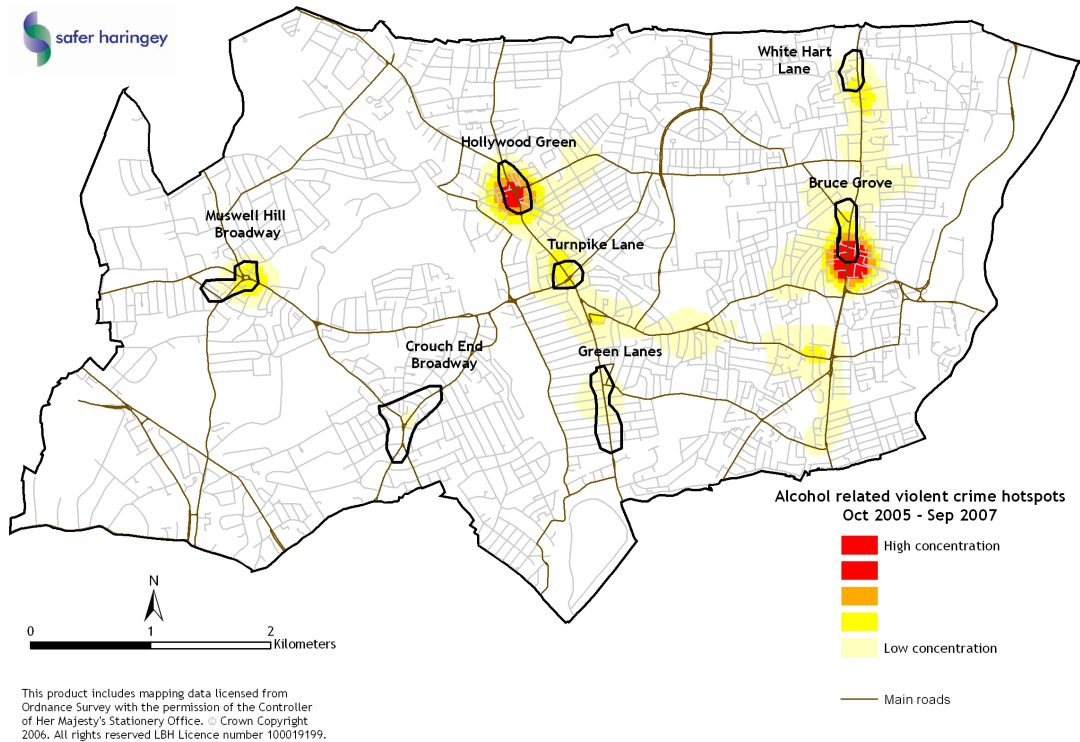 safer haringey
White Hart
Lane
Hollywood Green
Bruce Grove
Muswell Hill
Broadway
Turnpike Lane
Crouch End
Broadway
Green Lanes
Alcohol related violent crime hotspots
Oct 2005 - Sep 2007
High concentration
Low concentration
Main roads
N
0 1 2
Kilometers
This product includes mapping data licensed from
Ordnance Survey with the permission of the Controller
of Her Majesty's Stationery Office. © Crown Copyright
2006. All rights reserved LBH Licence number 100019199.